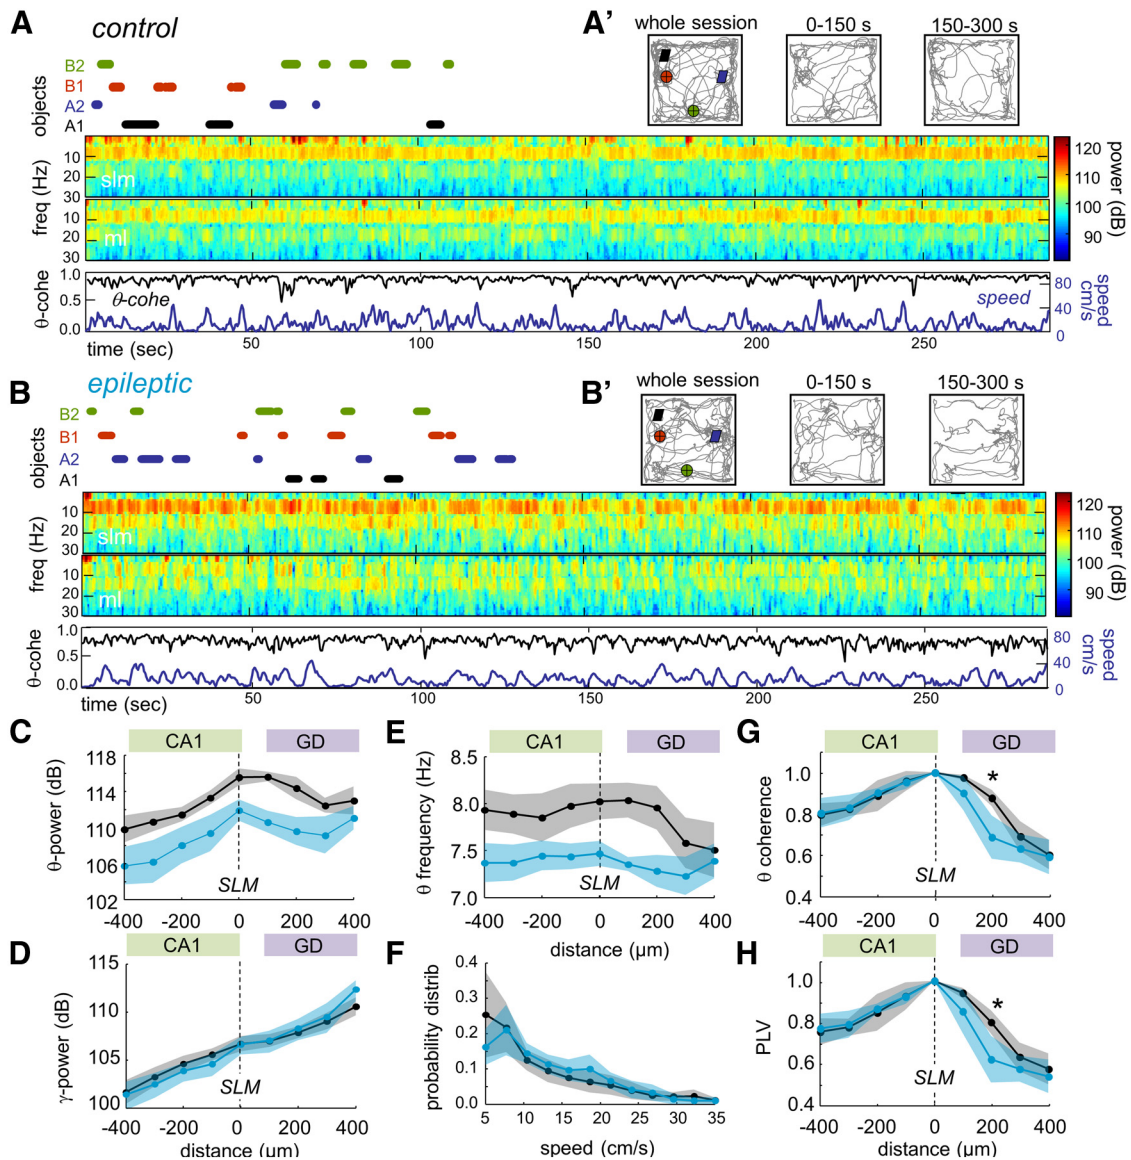 A control A' whole session 0-150 s 150-300 s
B2
B1
A2
A1
objects
freq (Hz)
10
slm
20
30
10
ml
20
30
120
110
100
90
power (dB)
1.0
0.5
0.0
θ-cohe
θ-cohe
speed
80
40
0
speed
cm/s
time (sec) 50 100 150 200 250
B epileptic B' whole session 0-150 s 150-300 s
B2
B1
A2
A1
objects
freq (Hz)
10
20
slm
30
10
20
ml
30
120
110
100
90
power (dB)
1.0
0.5
0.0
θ-cohe
80
40
0
speed
cm/s
time (sec) 50 100 150 200 250
C
CA1 GD
θ-power (dB)
118
114
110
106
102
SLM
-400 -200 0 200 400
E
CA1 GD
θ frequency (Hz)
8.5
8.0
7.5
7.0
SLM
-400 -200 0 200 400
distance (µm)
G
CA1 GD
θ coherence
1.0
0.8
0.6
0.4
*
SLM
-400 -200 0 200 400
D
CA1 GD
γ-power (dB)
115
110
105
100
SLM
-400 -200 0 200 400
distance (µm)
F
probability distrib
0.4
0.3
0.2
0.1
0.0
5 10 15 20 25 30 35
speed (cm/s)
H
CA1 GD
PLV
1.0
0.8
0.6
0.4
*
SLM
-400 -200 0 200 400
distance (µm)